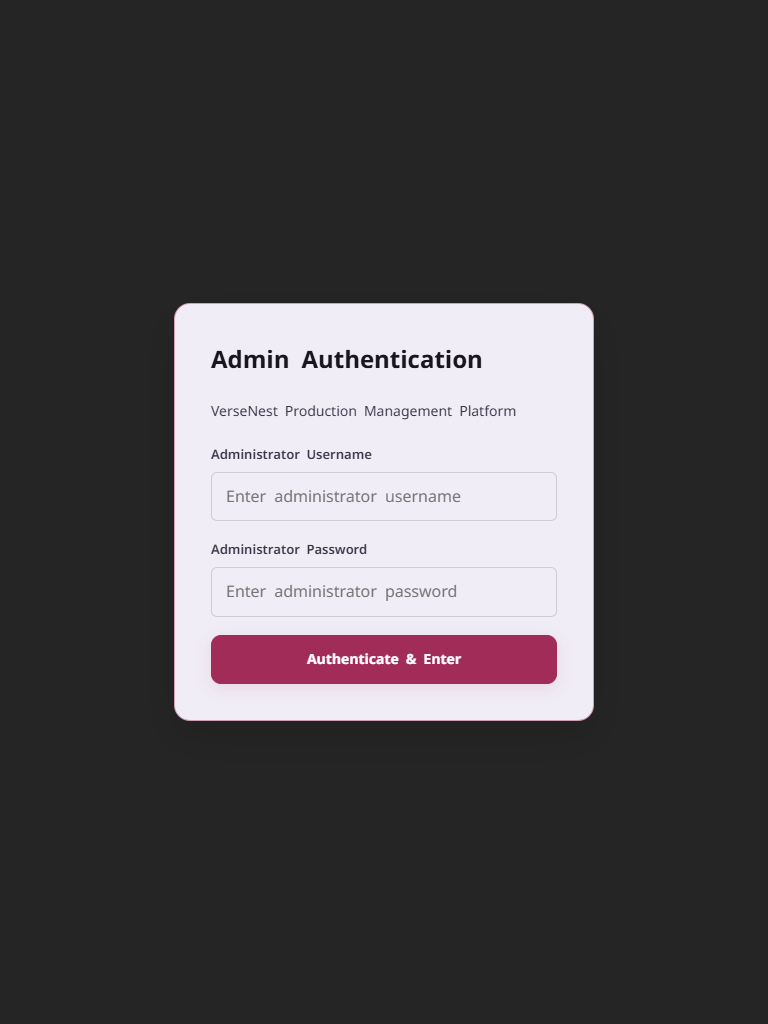 Admin Authentication
VerseNest Production Management Platform
Administrator Username
Enter administrator username
Administrator Password
Enter administrator password
Authenticate & Enter